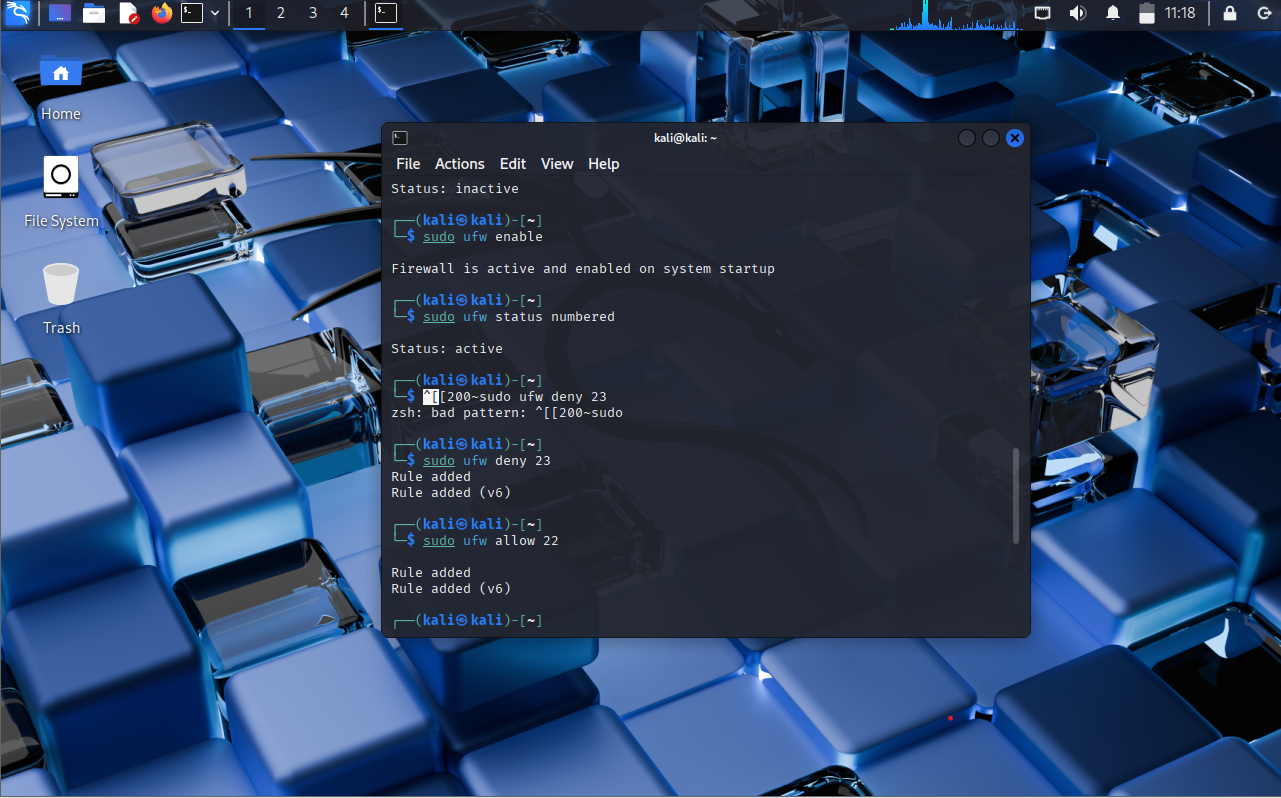 1 2 3 4 11:18
Home
File System
Trash
kali@kali: ~
File Actions Edit View Help
Status: inactive
┌──(kali㉿kali)-[~]
└─$ sudo ufw enable
Firewall is active and enabled on system startup
┌──(kali㉿kali)-[~]
└─$ sudo ufw status numbered
Status: active
┌──(kali㉿kali)-[~]
└─$ ^[[200~sudo ufw deny 23
zsh: bad pattern: ^[[200~sudo
┌──(kali㉿kali)-[~]
└─$ sudo ufw deny 23
Rule added
Rule added (v6)
┌──(kali㉿kali)-[~]
└─$ sudo ufw allow 22
Rule added
Rule added (v6)
┌──(kali㉿kali)-[~]